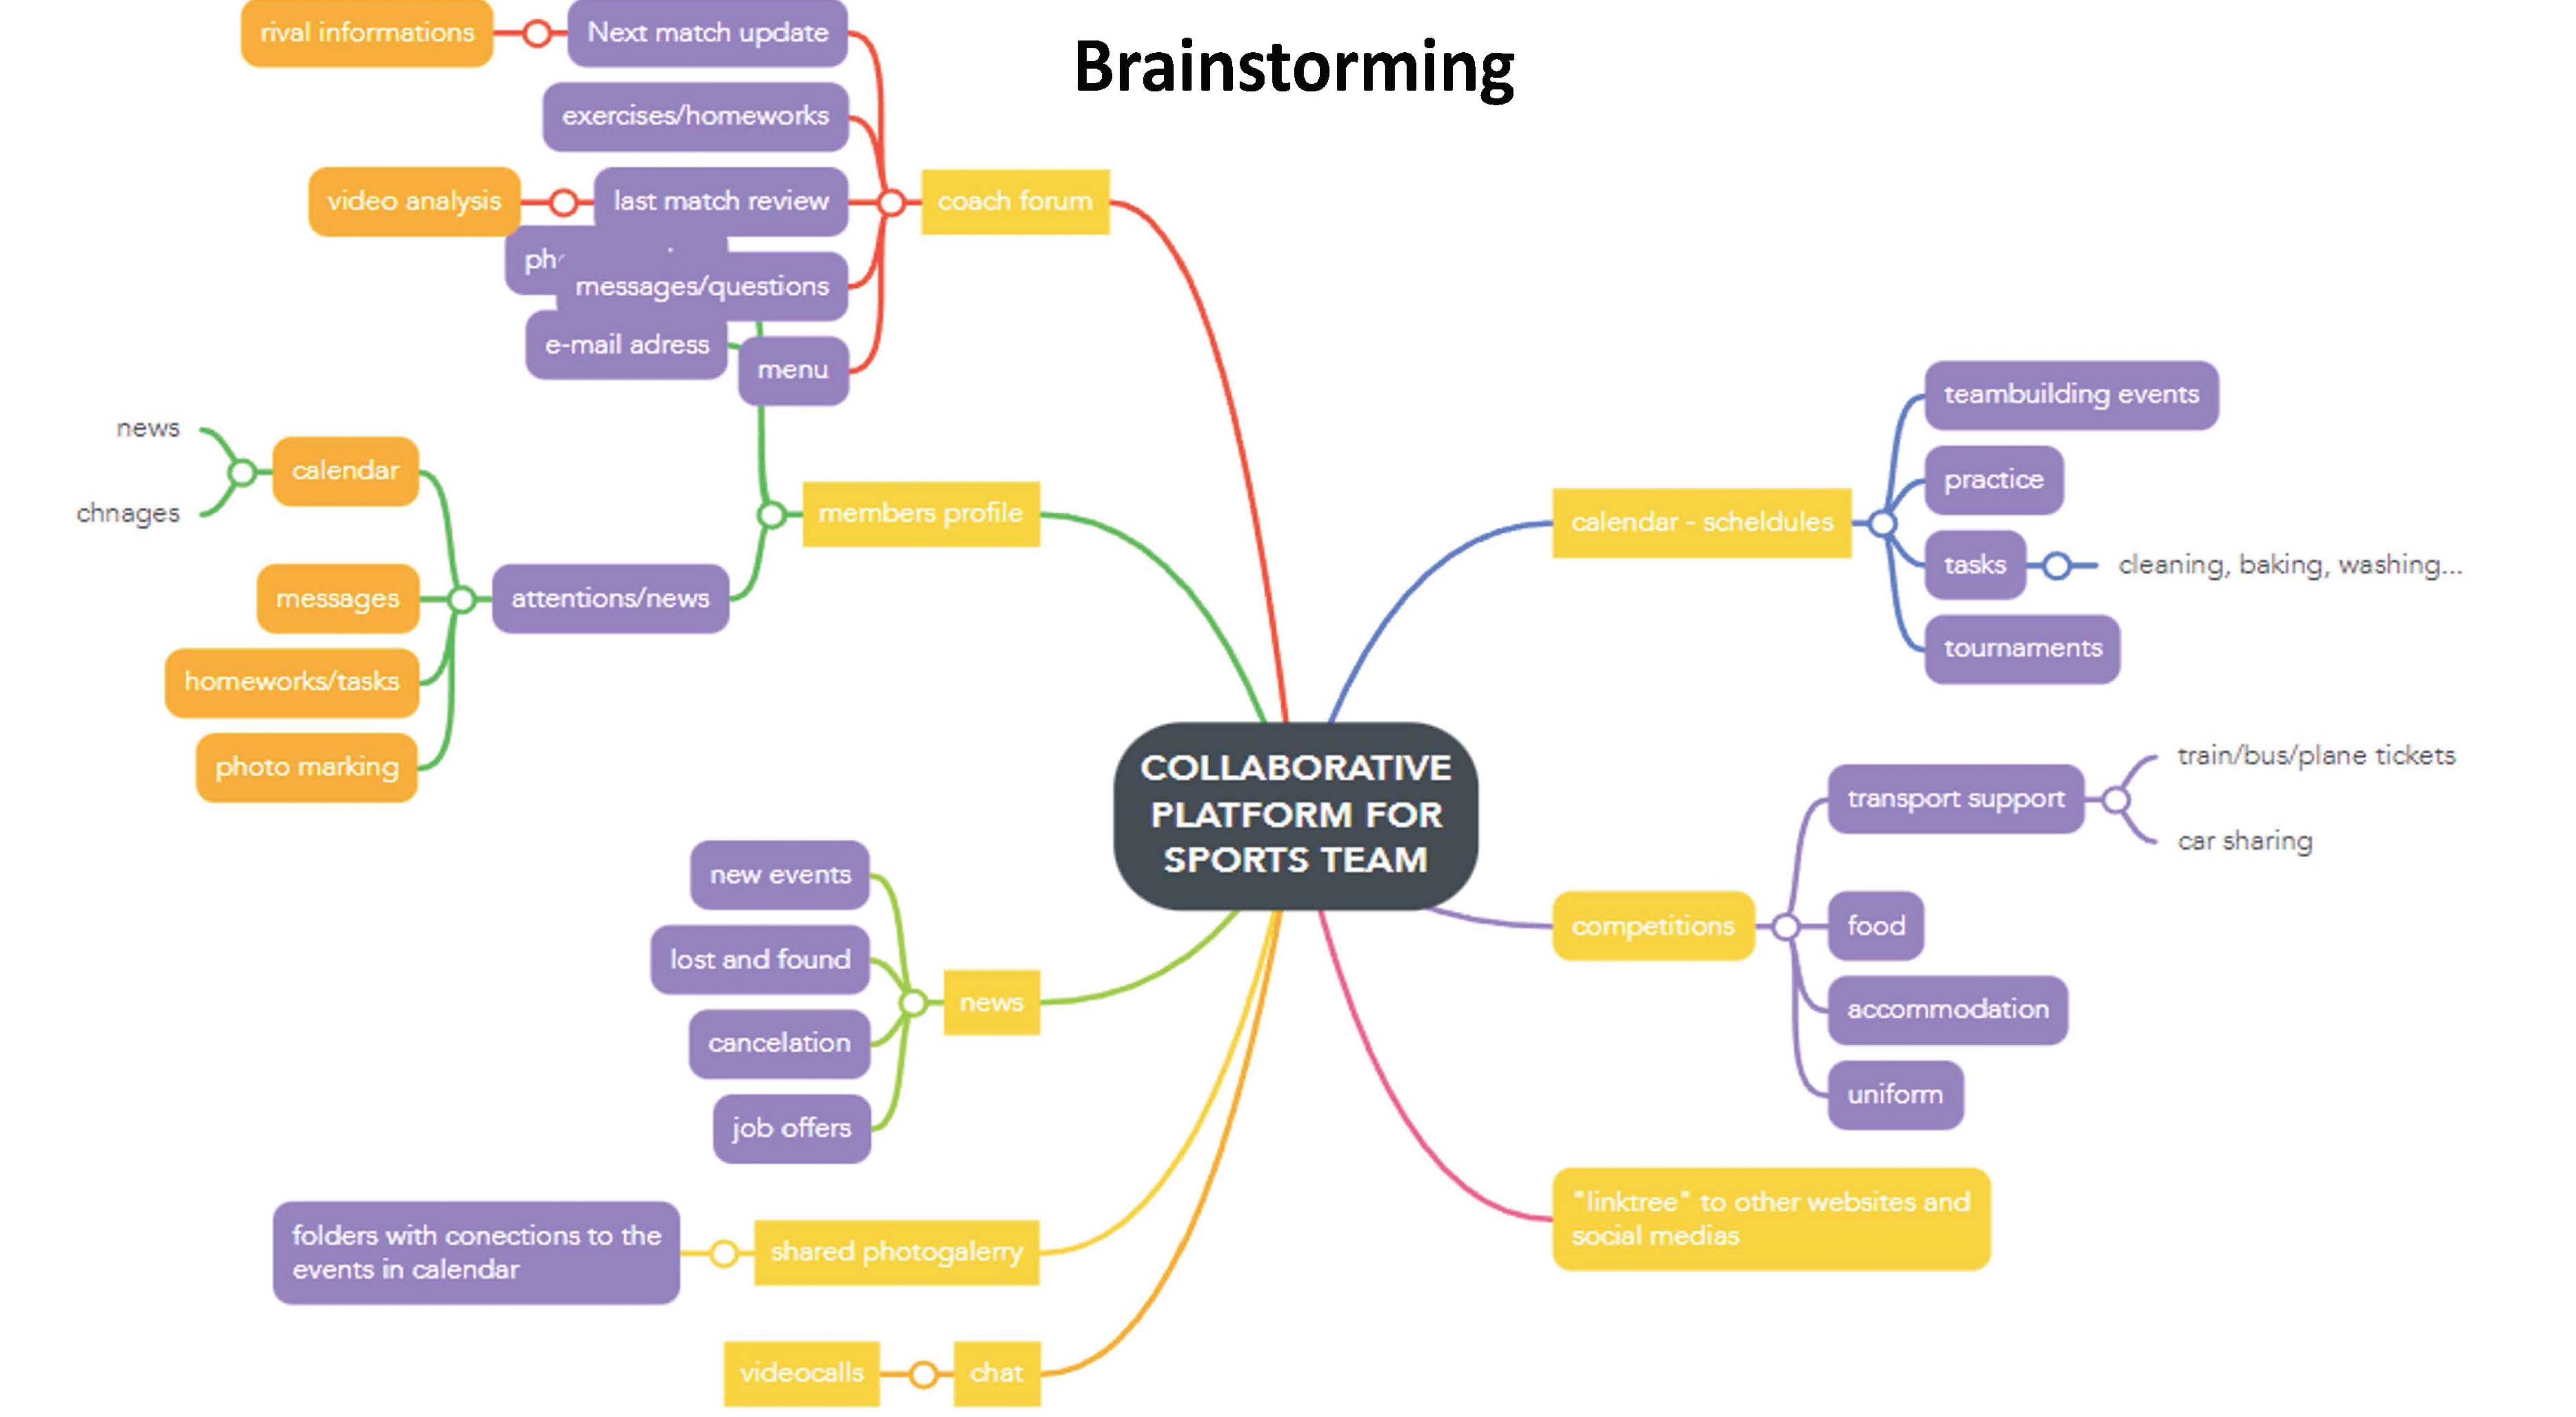 Brainstorming
rival informations
Next match update
exercises/homeworks
video analysis
last match review
coach forum
messages/questions
e-mail adress
menu
news
calendar
chnages
members profile
messages
attentions/news
homeworks/tasks
photo marking
teambuilding events
practice
calendar - scheldules
tasks
cleaning, baking, washing...
tournaments
COLLABORATIVE
PLATFORM FOR
SPORTS TEAM
train/bus/plane tickets
transport support
car sharing
competitions
food
accommodation
uniform
new events
lost and found
news
cancelation
job offers
"linktree" to other websites and
social medias
folders with conections to the
events in calendar
shared photogalerry
videocalls
chat